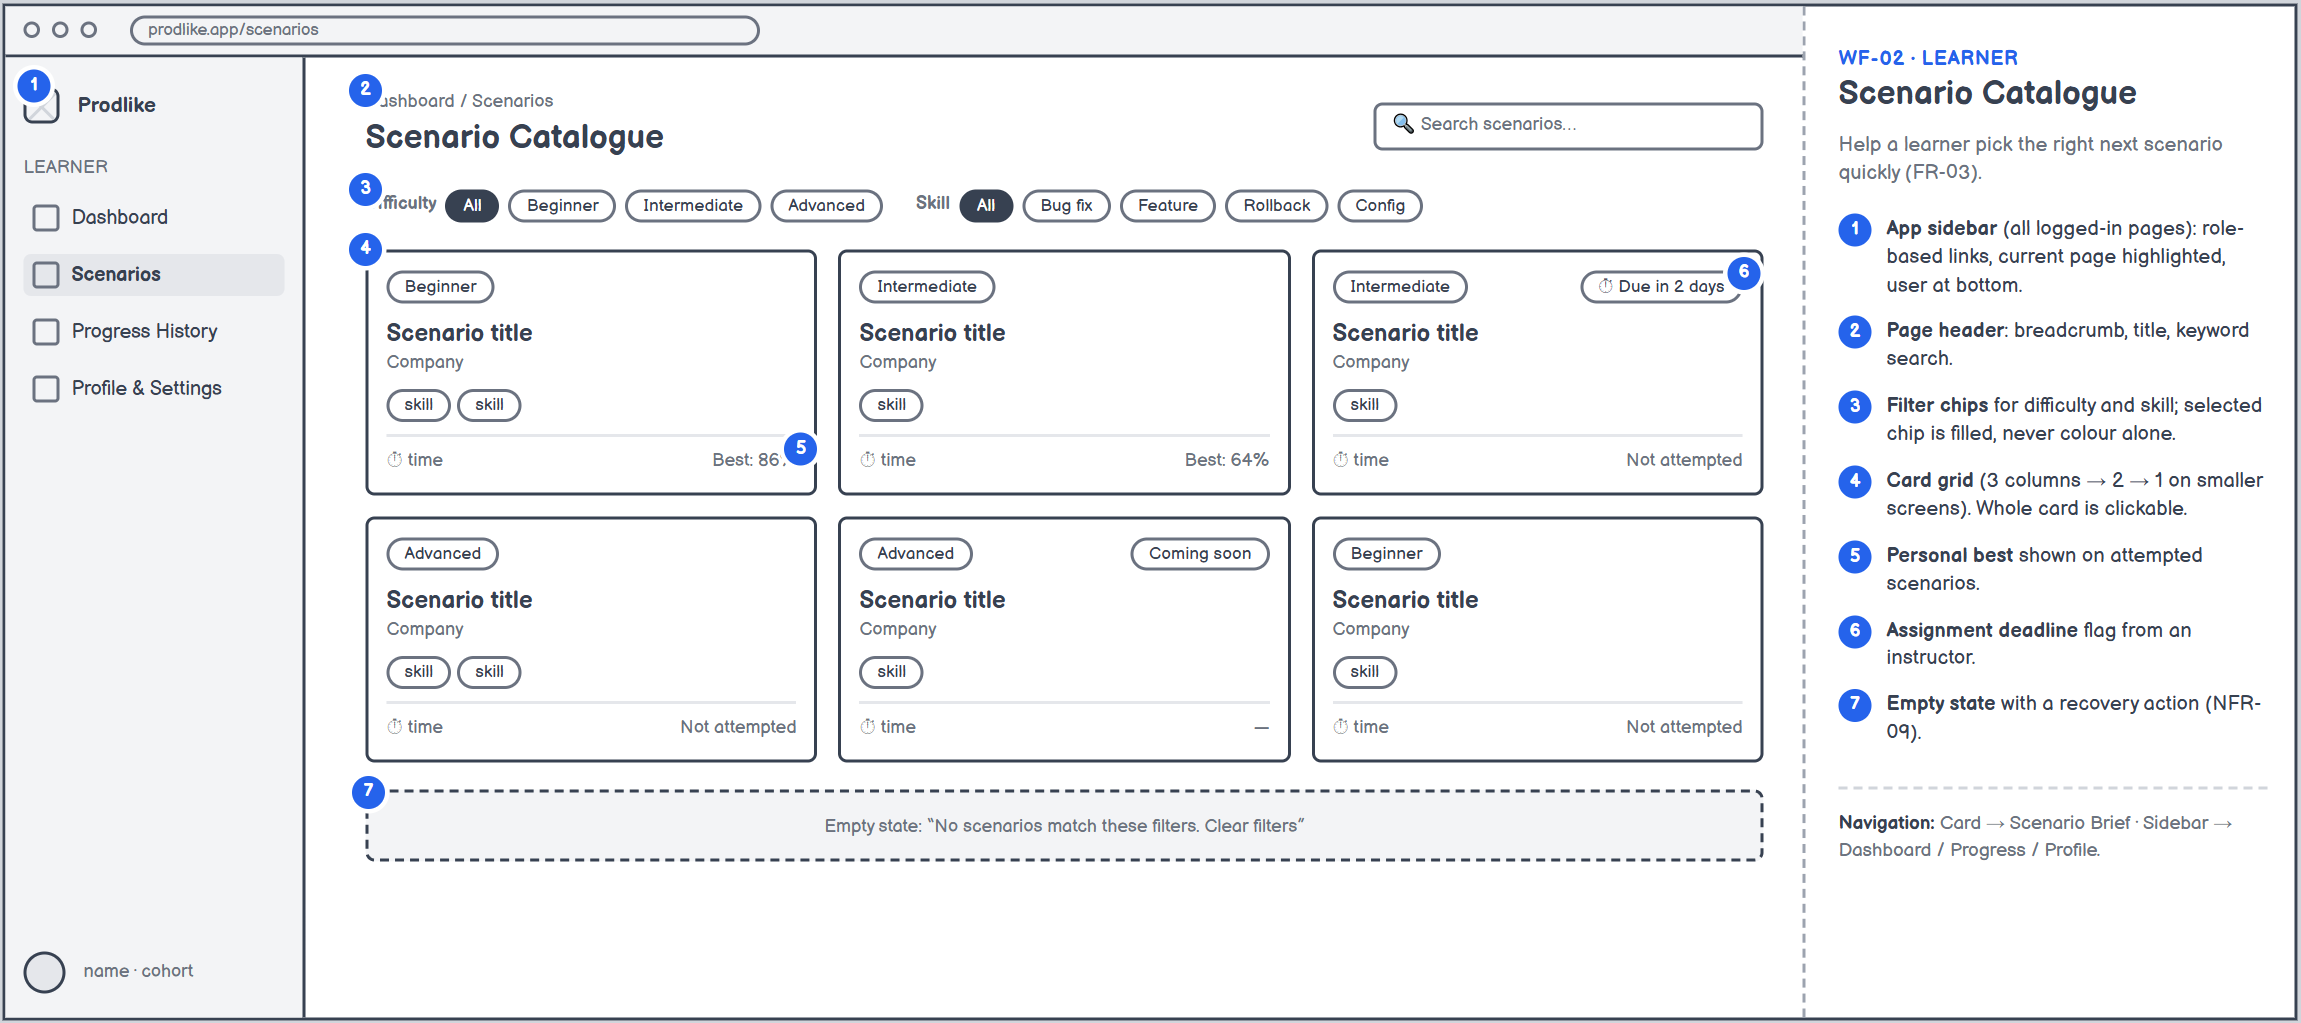 prodlike.app/scenarios
1
Prodlike
LEARNER
Dashboard
Scenarios
Progress History
Profile & Settings
name · cohort
2
ashboard / Scenarios
Scenario Catalogue
Search scenarios...
3
fficulty All Beginner Intermediate Advanced Skill All Bug fix Feature Rollback Config
4
Beginner
Scenario title
Company
skill skill
time Best: 86
5
Intermediate
Scenario title
Company
skill
time Best: 64%
Intermediate Due in 2 days
6
Scenario title
Company
skill
time Not attempted
Advanced
Scenario title
Company
skill skill
time Not attempted
Advanced Coming soon
Scenario title
Company
skill
time —
Beginner
Scenario title
Company
skill
time Not attempted
7
Empty state: “No scenarios match these filters. Clear filters”
WF-02 · LEARNER
Scenario Catalogue
Help a learner pick the right next scenario
quickly (FR-03).
1 App sidebar (all logged-in pages): role-
based links, current page highlighted,
user at bottom.
2 Page header: breadcrumb, title, keyword
search.
3 Filter chips for difficulty and skill; selected
chip is filled, never colour alone.
4 Card grid (3 columns → 2 → 1 on smaller
screens). Whole card is clickable.
5 Personal best shown on attempted
scenarios.
6 Assignment deadline flag from an
instructor.
7 Empty state with a recovery action (NFR-
09).
Navigation: Card → Scenario Brief · Sidebar →
Dashboard / Progress / Profile.